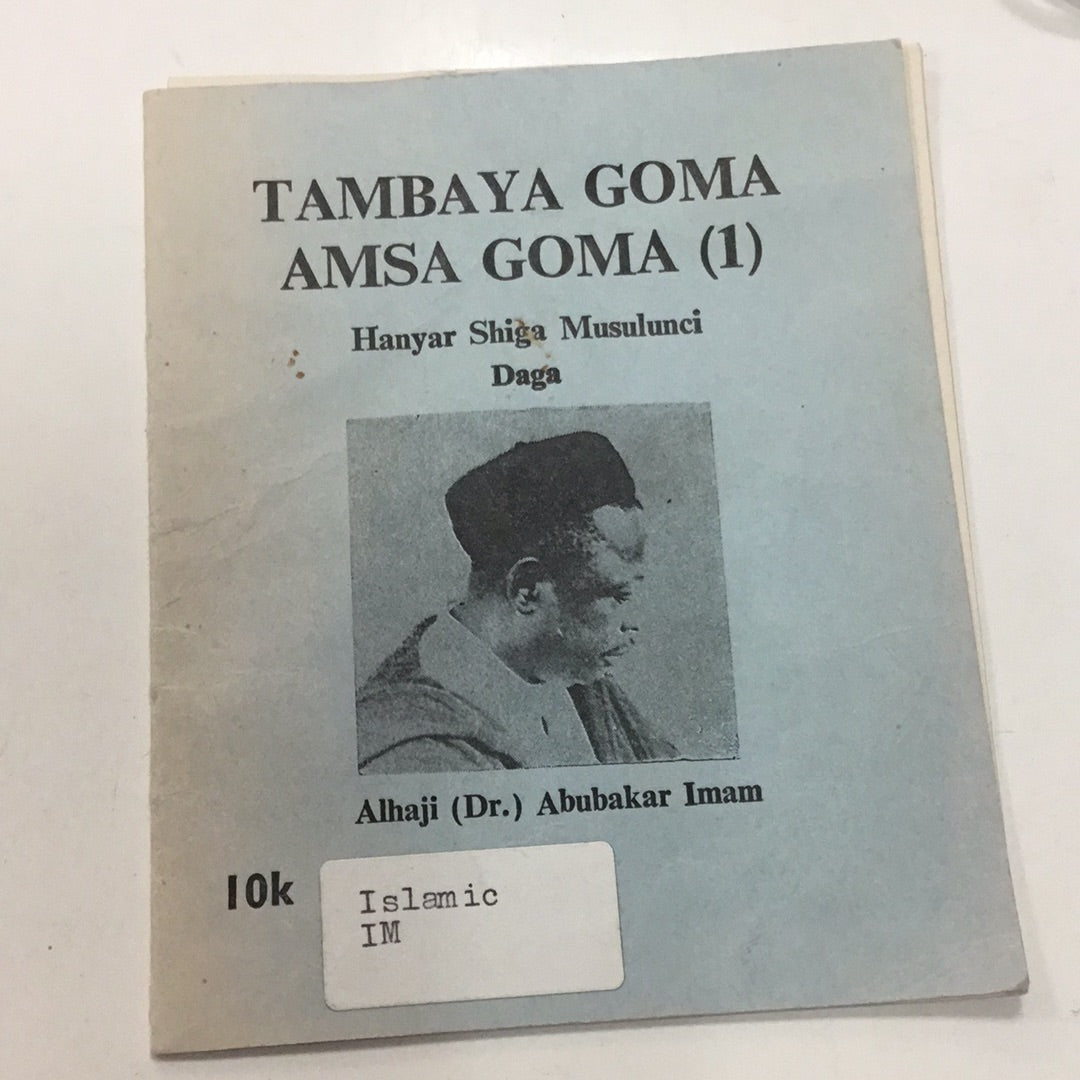 TAMBAYA GOMA
AMSA GOMA (1)
Hanyar Shiga Musulunci
Daga
Alhaji (Dr.) Abubakar Imam
10k
Islamic
IM